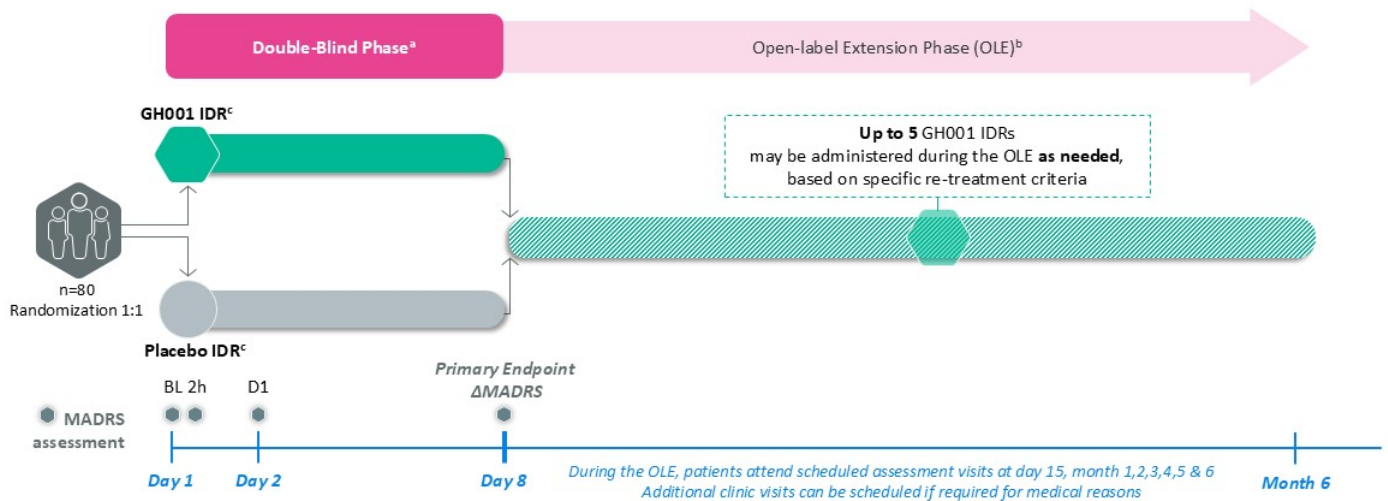 Double-Blind Phaseᵃ
Open-label Extension Phase (OLE)ᵇ
GH001 IDRᶜ
Up to 5 GH001 IDRs
may be administered during the OLE as needed,
based on specific re-treatment criteria
n=80
Randomization 1:1
Placebo IDRᶜ
Primary Endpoint
ΔMADRS
BL 2h D1
MADRS
assessment
Day 1
Day 2
Day 8
During the OLE, patients attend scheduled assessment visits at day 15, month 1,2,3,4,5 & 6
Additional clinic visits can be scheduled if required for medical reasons
Month 6